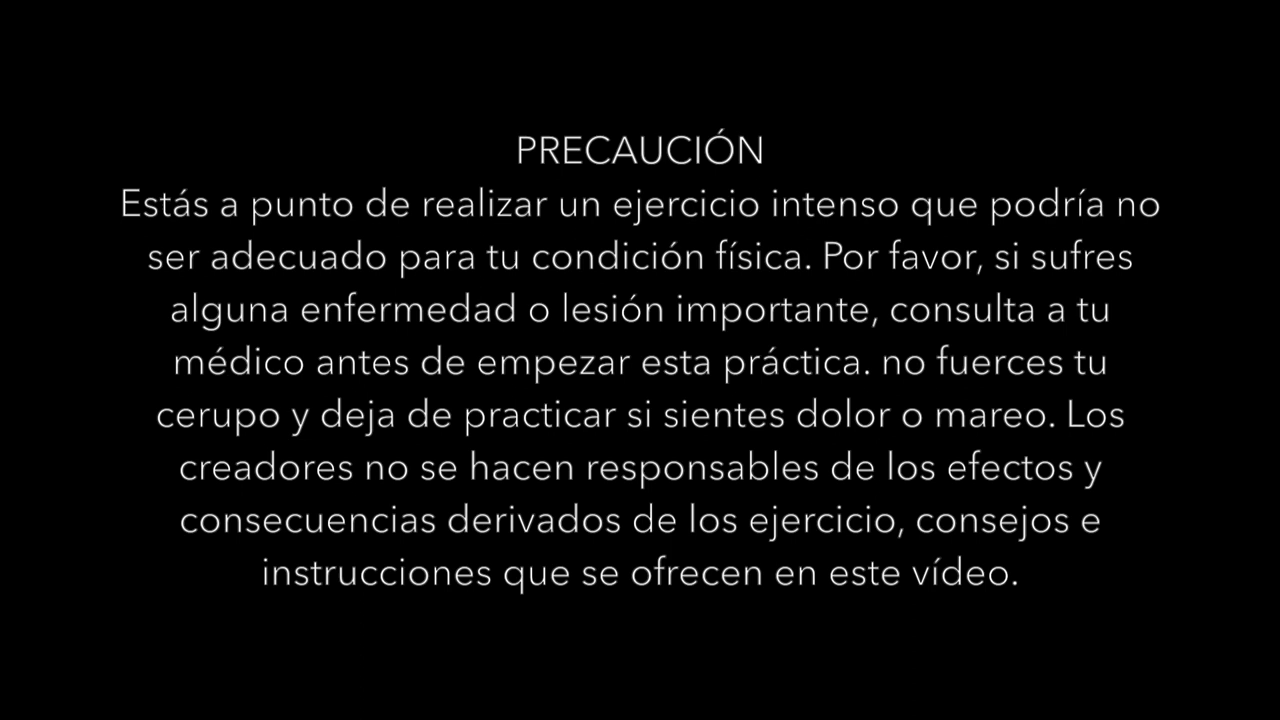 PRECAUCIÓN
Estás a punto de realizar un ejercicio intenso que podría no
ser adecuado para tu condición física. Por favor, si sufres
alguna enfermedad o lesión importante, consulta a tu
médico antes de empezar esta práctica. no fuerces tu
cerupo y deja de practicar si sientes dolor o mareo. Los
creadores no se hacen responsables de los efectos y
consecuencias derivados de los ejercicio, consejos e
instrucciones que se ofrecen en este vídeo.